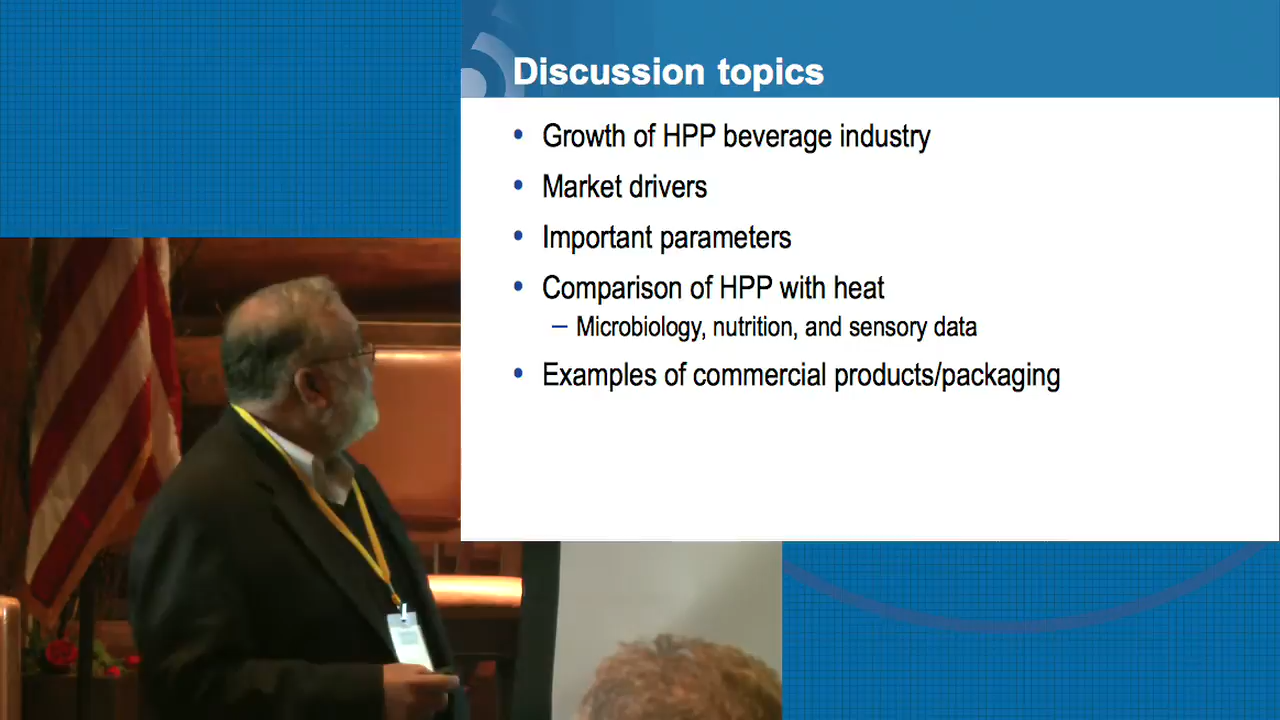 Discussion topics
• Growth of HPP beverage industry
• Market drivers
• Important parameters
• Comparison of HPP with heat
– Microbiology, nutrition, and sensory data
• Examples of commercial products/packaging